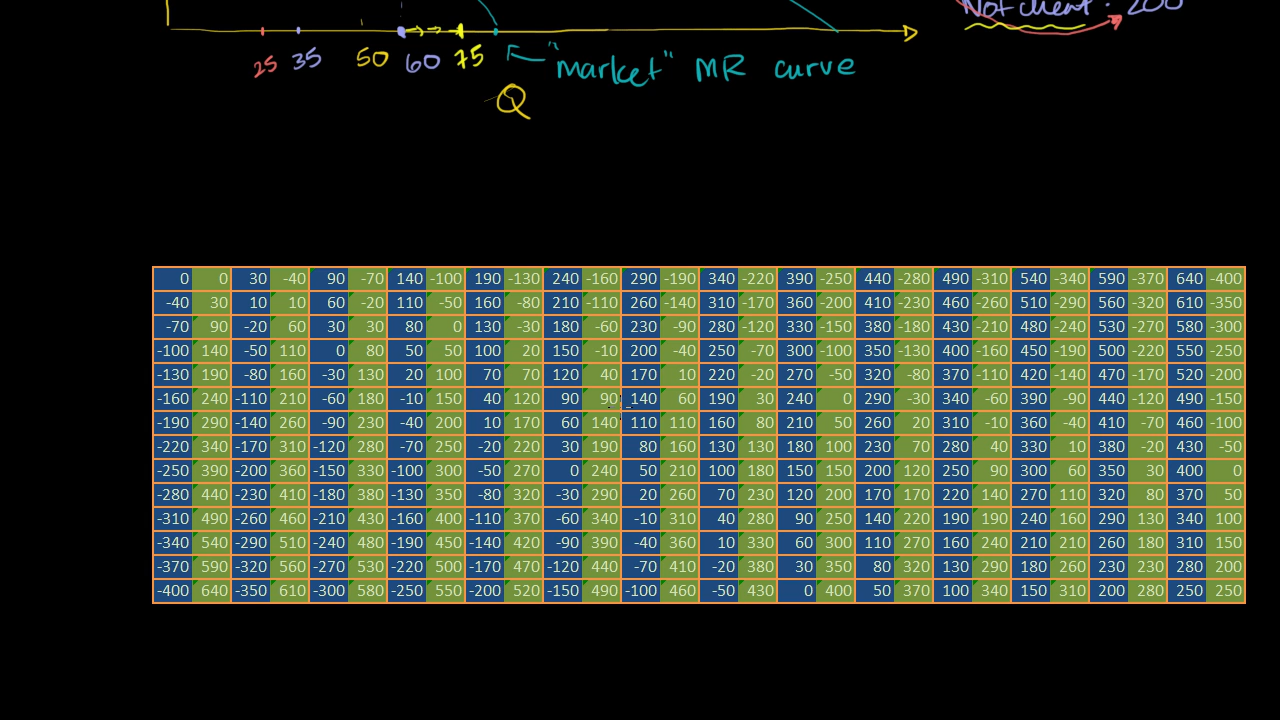 Not cheat : 200
25 35 50 60 75
"market" MR curve
Q
0 0 30 -40 90 -70 140 -100 190 -130 240 -160 290 -190 340 -220 390 -250 440 -280 490 -310 540 -340 590 -370 640 -400
-40 30 10 10 60 -20 110 -50 160 -80 210 -110 260 -140 310 -170 360 -200 410 -230 460 -260 510 -290 560 -320 610 -350
-70 90 -20 60 30 30 80 0 130 -30 180 -60 230 -90 280 -120 330 -150 380 -180 430 -210 480 -240 530 -270 580 -300
-100 140 -50 110 0 80 50 50 100 20 150 -10 200 -40 250 -70 300 -100 350 -130 400 -160 450 -190 500 -220 550 -250
-130 190 -80 160 -30 130 20 100 70 70 120 40 170 10 220 -20 270 -50 320 -80 370 -110 420 -140 470 -170 520 -200
-160 240 -110 210 -60 180 -10 150 40 120 90 90 140 60 190 30 240 0 290 -30 340 -60 390 -90 440 -120 490 -150
-190 290 -140 260 -90 230 -40 200 10 170 60 140 110 110 160 80 210 50 260 20 310 -10 360 -40 410 -70 460 -100
-220 340 -170 310 -120 280 -70 250 -20 220 30 190 80 160 130 130 180 100 230 70 280 40 330 10 380 -20 430 -50
-250 390 -200 360 -150 330 -100 300 -50 270 0 240 50 210 100 180 150 150 200 120 250 90 300 60 350 30 400 0
-280 440 -230 410 -180 380 -130 350 -80 320 -30 290 20 260 70 230 120 200 170 170 220 140 270 110 320 80 370 50
-310 490 -260 460 -210 430 -160 400 -110 370 -60 340 -10 310 40 280 90 250 140 220 190 190 240 160 290 130 340 100
-340 540 -290 510 -240 480 -190 450 -140 420 -90 390 -40 360 10 330 60 300 110 270 160 240 210 210 260 180 310 150
-370 590 -320 560 -270 530 -220 500 -170 470 -120 440 -70 410 -20 380 30 350 80 320 130 290 180 260 230 230 280 200
-400 640 -350 610 -300 580 -250 550 -200 520 -150 490 -100 460 -50 430 0 400 50 370 100 340 150 310 200 280 250 250